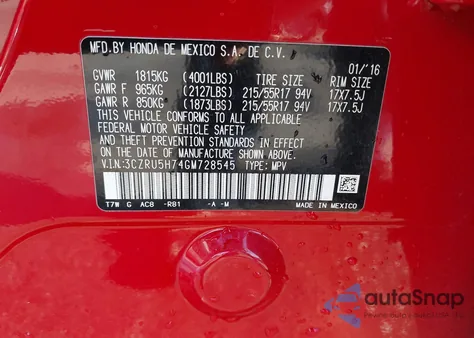 MFD.BY HONDA DE MEXICO S.A. DE C.V.
01/'16
GVWR 1815KG (4001LBS) TIRE SIZE RIM SIZE
GAWR F 965KG (2127LBS) 215/55R17 94V 17X7.5J
GAWR R 850KG (1873LBS) 215/55R17 94V 17X7.5J
THIS VEHICLE CONFORMS TO ALL APPLICABLE
FEDERAL MOTOR VEHICLE SAFETY
AND THEFT PREVENTION STANDARDS IN EFFECT ON
THE DATE OF MANUFACTURE SHOWN ABOVE.
V.I.N:3CZRU5H74GM728545 TYPE: MPV
T7W G AC8 -R81 -A -M
MADE IN MEXICO
autoSnap